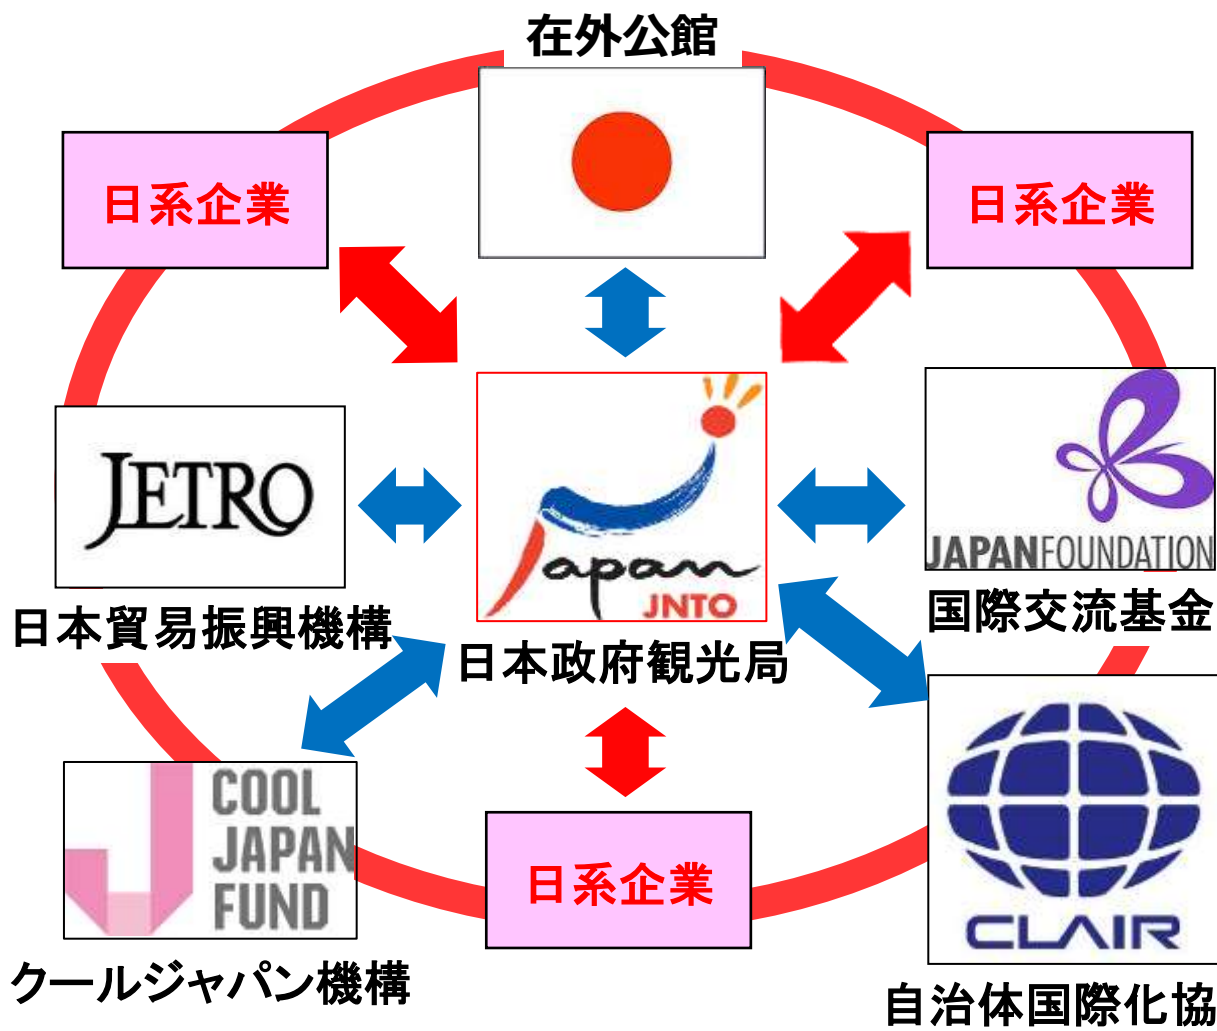 在外公館
日系企業
日系企業
JETRO
日本貿易振興機構
Japan
JNTO
日本政府観光局
JAPANFOUNDATION
国際交流基金
COOL
JAPAN
FUND
クールジャパン機構
日系企業
CLAIR
自治体国際化協